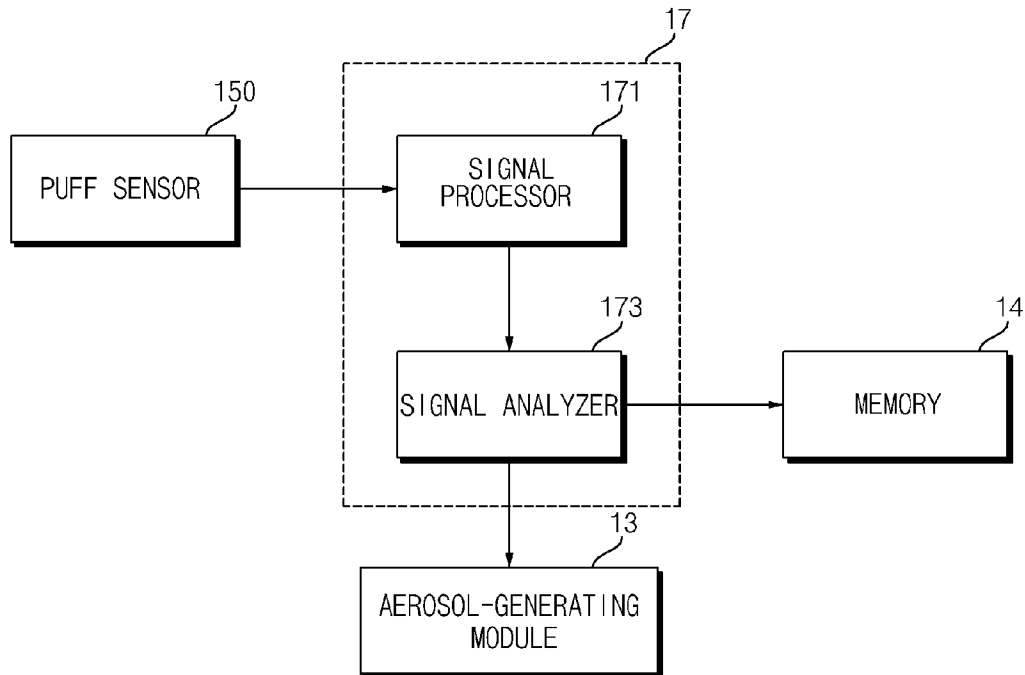 17
150
171
PUFF SENSOR
SIGNAL
PROCESSOR
173
14
SIGNAL ANALYZER
MEMORY
13
AEROSOL-GENERATING
MODULE